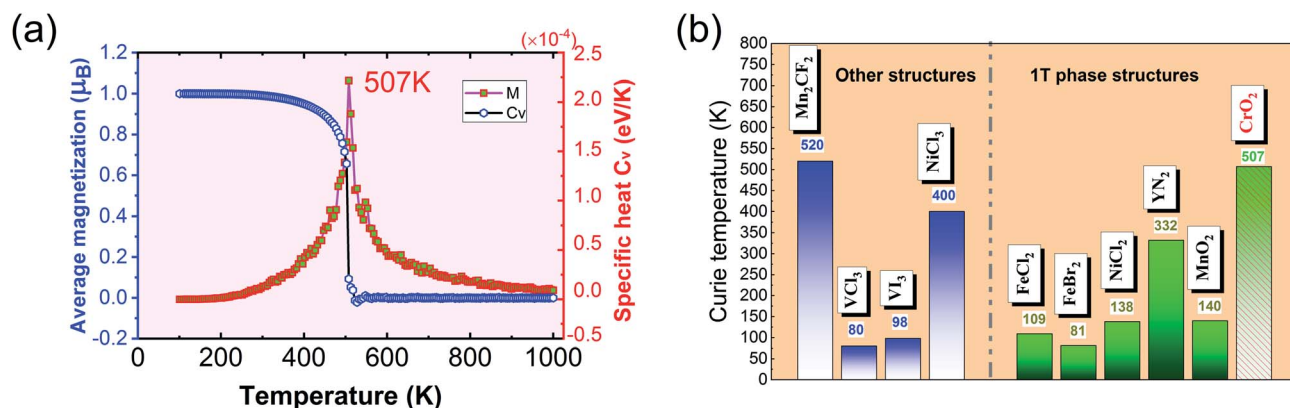 (a)
(×10⁻⁴)
Average magnetization (μB)
1.2
1.0
0.8
0.6
0.4
0.2
0.0
-0.2
507K
M
Cv
2.5
2.0
1.5
1.0
0.5
0.0
-0.5
Specific heat Cv (eV/K)
0
200
400
600
800
1000
Temperature (K)
(b)
Curie temperature (K)
800
750
700
650
600
550
500
450
400
350
300
250
200
150
100
50
0
Other structures
1T phase structures
Mn₂CF₂
520
VCl₃
80
VI₃
98
NiCl₃
400
FeCl₂
109
FeBr₂
81
NiCl₂
138
YN₂
332
MnO₂
140
CrO₂
507